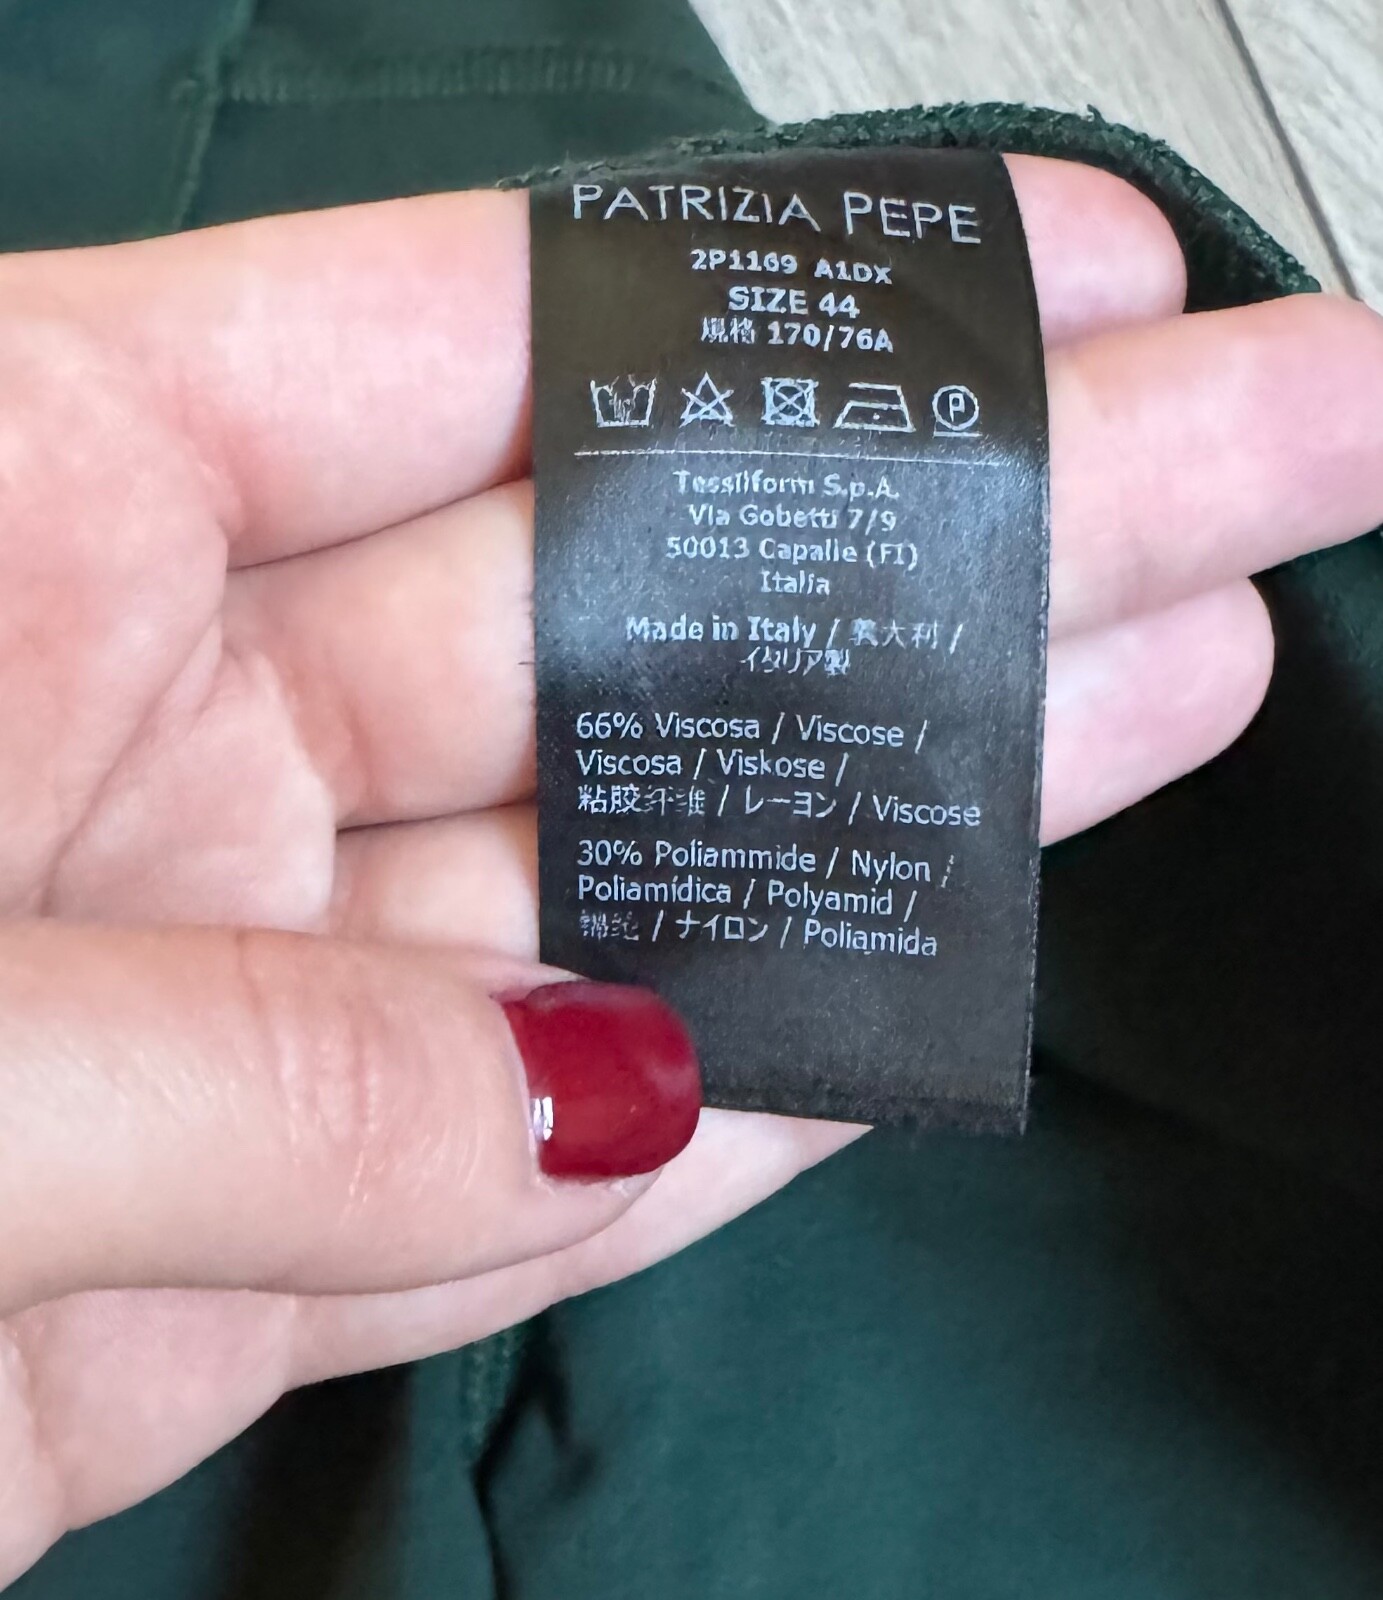 PATRIZIA PEPE
2P1169 A1DX
SIZE 44
規格 170/76A
P
Tessilform S.p.A.
Via Gobetti 7/9
50013 Capalle (FI)
Italia
Made in Italy / 義大利 /
イタリア製
66% Viscosa / Viscose /
Viscosa / Viskose /
粘胶纤维 / レーヨン / Viscose
30% Poliammide / Nylon /
Poliamídica / Polyamid /
锦纶 / ナイロン / Poliamida